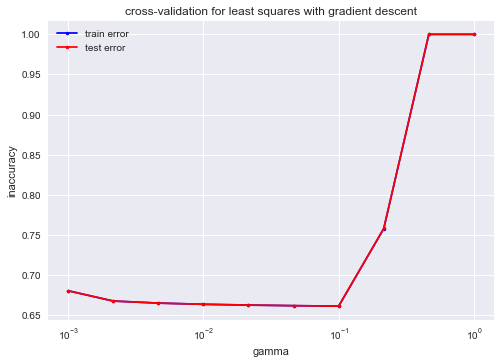 cross-validation for least squares with gradient descent
train error
test error
1.00
0.95
0.90
0.85
0.80
0.75
0.70
0.65
inaccuracy
10⁻³
10⁻²
10⁻¹
10⁰
gamma